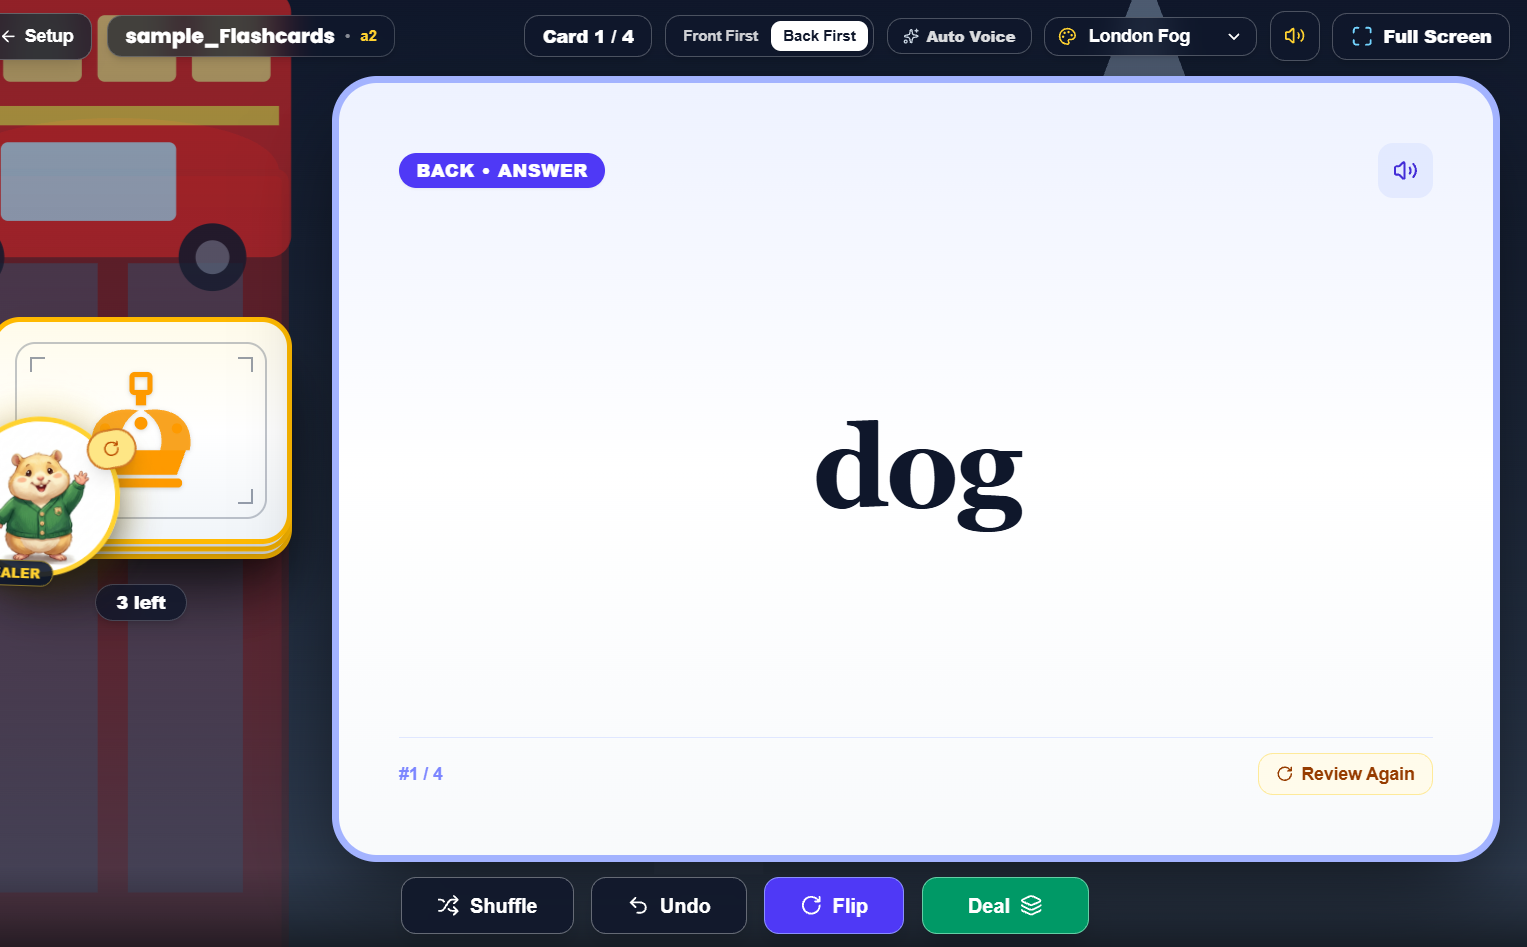 Setup
sample_Flashcards • a2
Card 1 / 4
Front First
Back First
Auto Voice
London Fog
Full Screen
BACK • ANSWER
dog
ALER
3 left
#1 / 4
Review Again
Shuffle
Undo
Flip
Deal